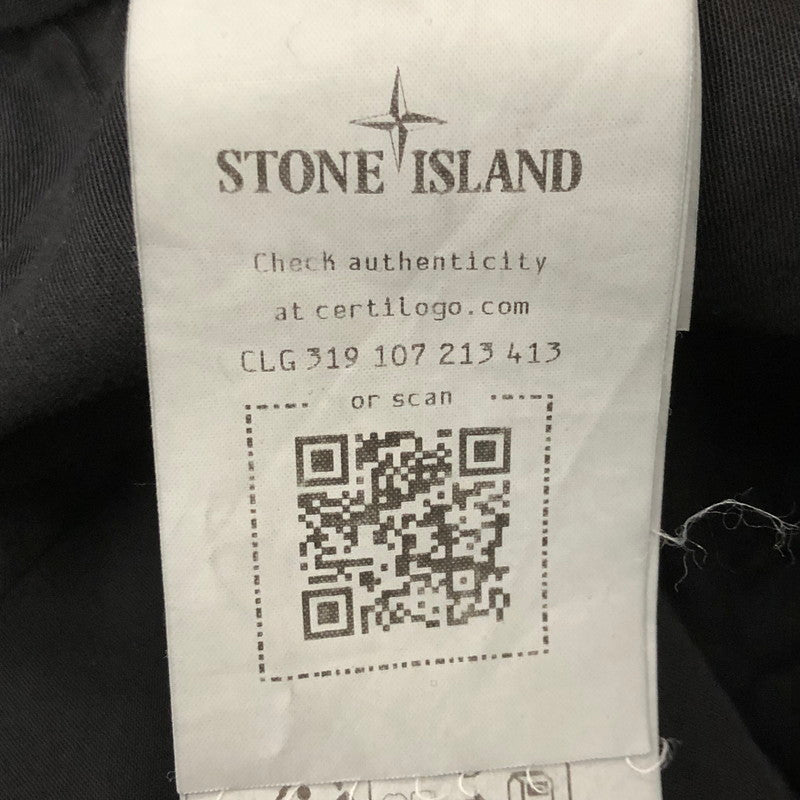 STONE ISLAND
Check authenticity
at certilogo.com
CLG 319 107 213 413
or scan